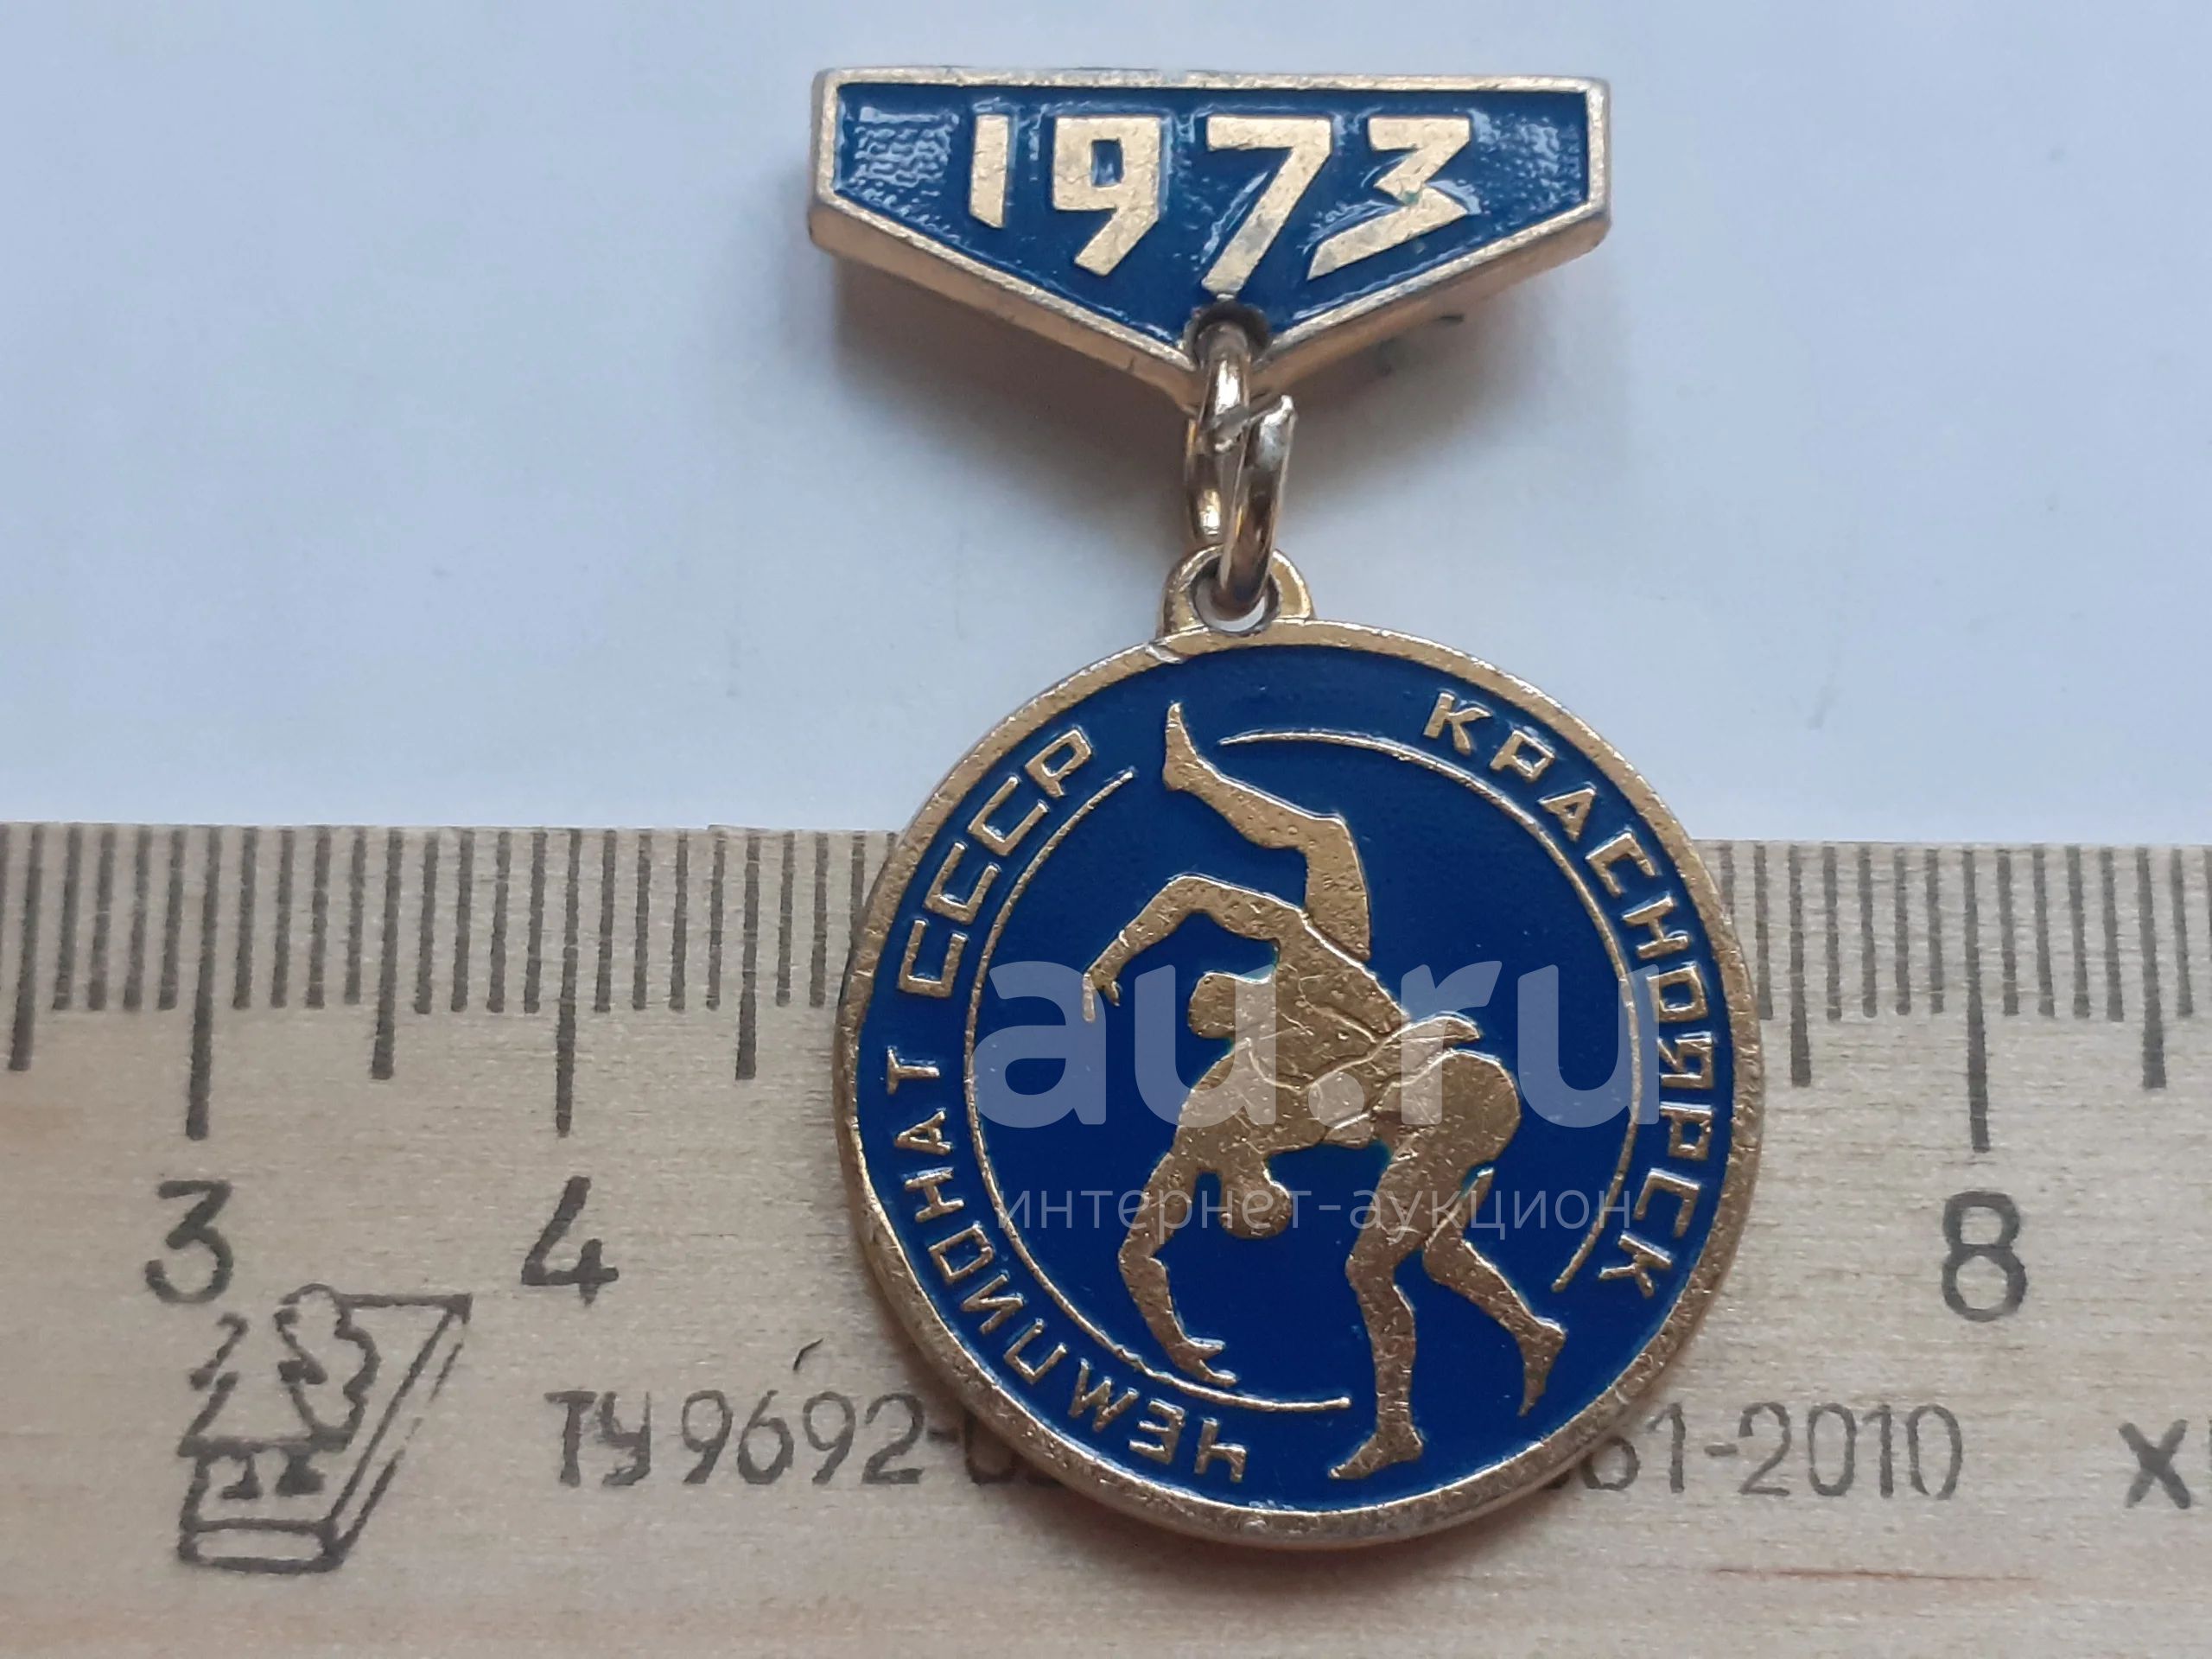 1973
ЧЕМПИОНАТ СССР
КРАСНОЯРСК
au.ru
интернет-аукцион
3 4 8
ТУ 9692- 61-2010